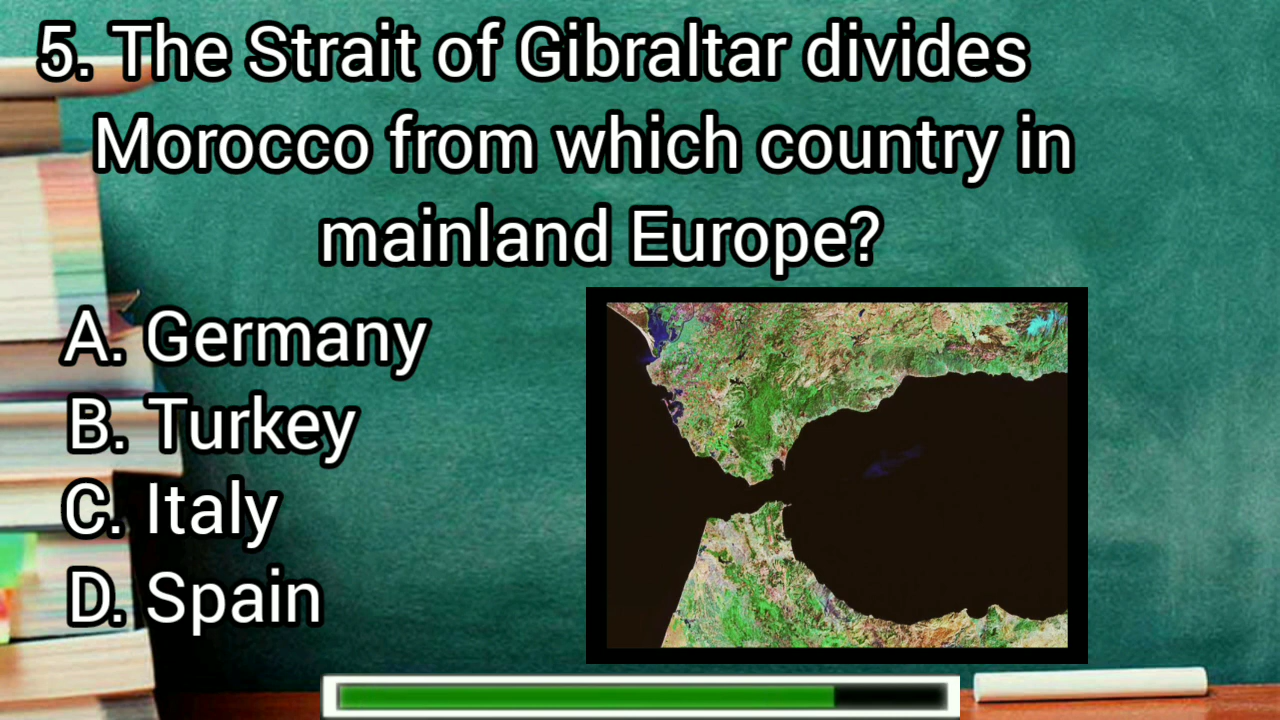 5. The Strait of Gibraltar divides
Morocco from which country in
mainland Europe?
A. Germany
B. Turkey
C. Italy
D. Spain